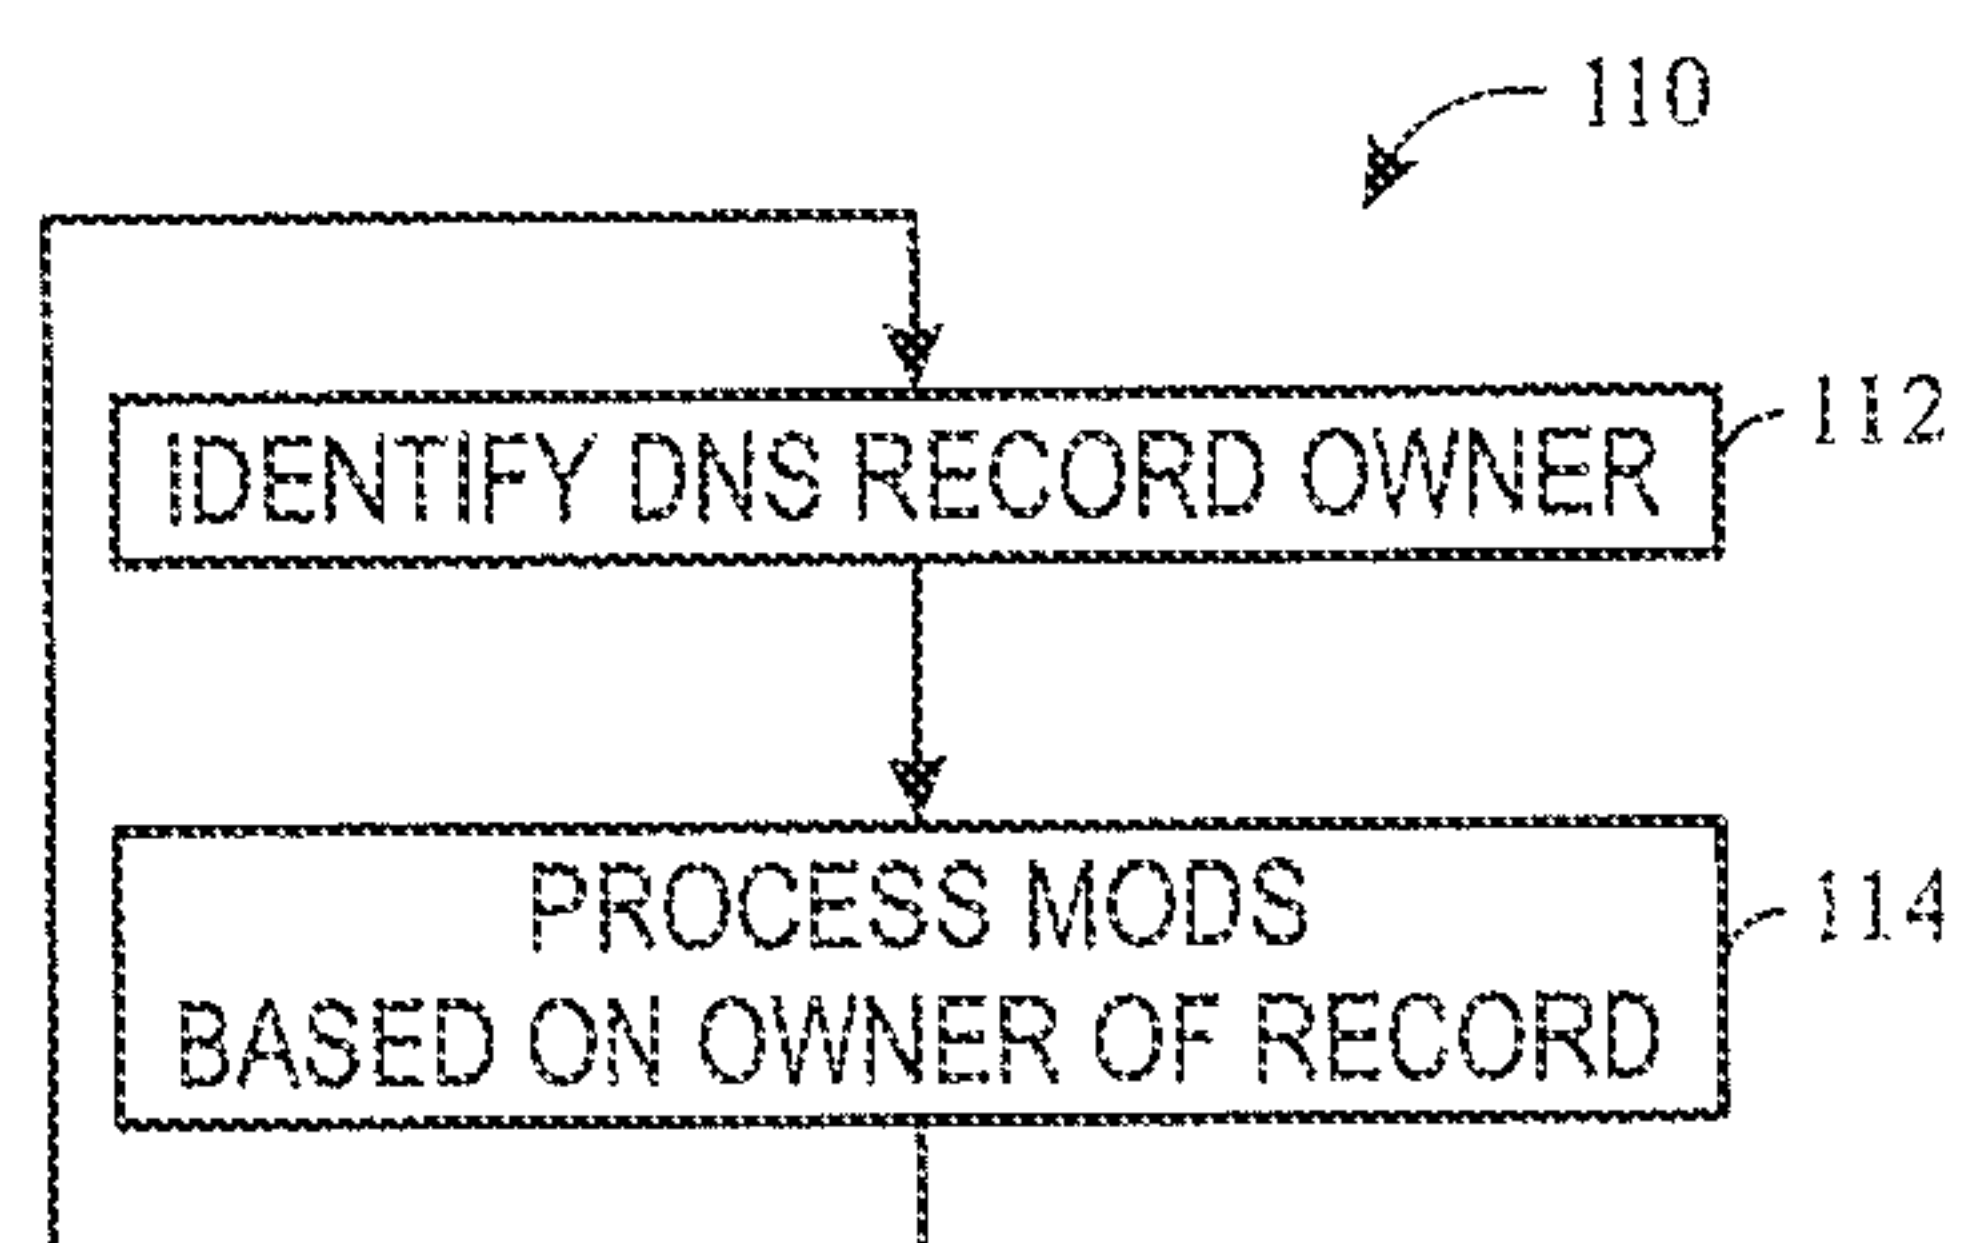 110
IDENTIFY DNS RECORD OWNER
112
PROCESS MODS
BASED ON OWNER OF RECORD
114